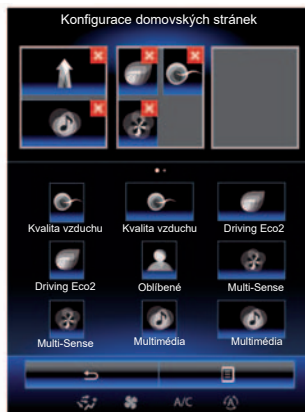 Konfigurace domovských stránek
Kvalita vzduchu Kvalita vzduchu Driving Eco2
Driving Eco2 Oblíbené Multi-Sense
Multi-Sense Multimédia Multimédia
A/C